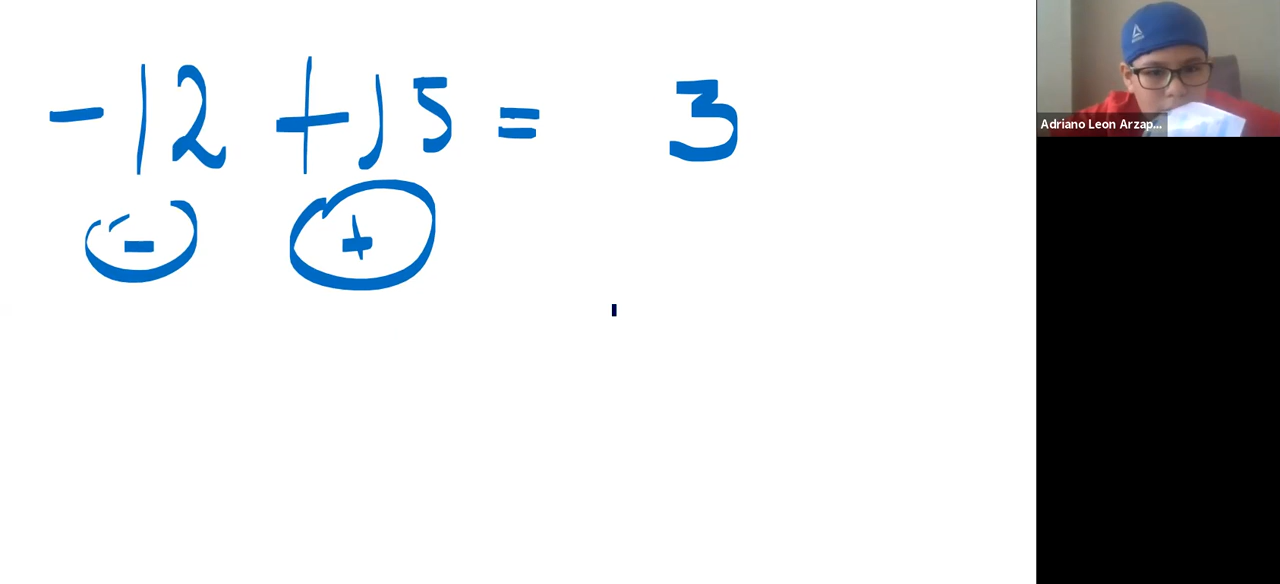 -12 +15 = 3
- +
Adriano Leon Arzap...